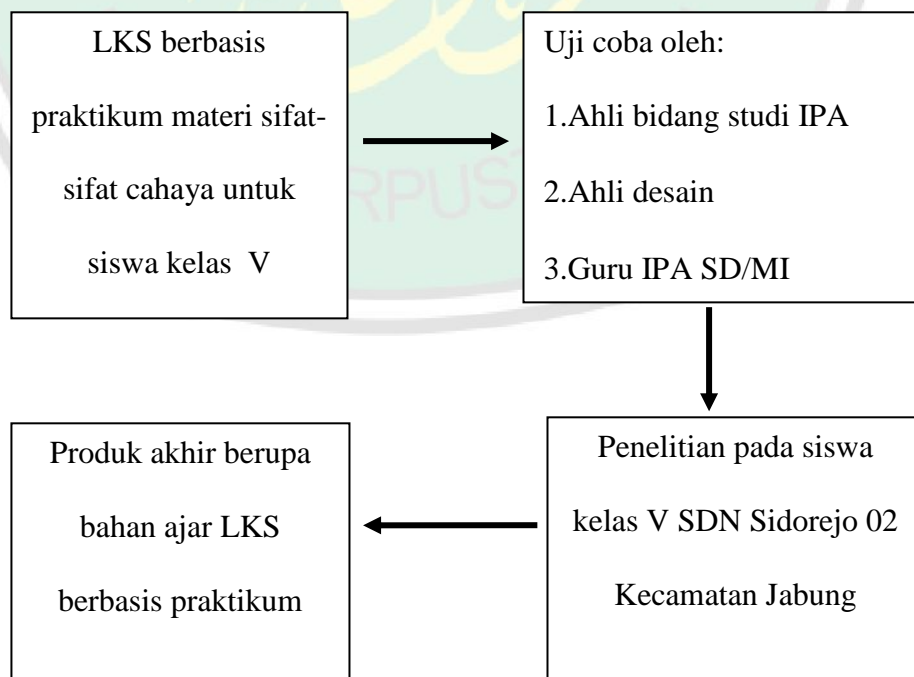 LKS berbasis
praktikum materi sifat-
sifat cahaya untuk
siswa kelas V
Uji coba oleh:
1.Ahli bidang studi IPA
2.Ahli desain
3.Guru IPA SD/MI
Penelitian pada siswa
kelas V SDN Sidorejo 02
Kecamatan Jabung
Produk akhir berupa
bahan ajar LKS
berbasis praktikum